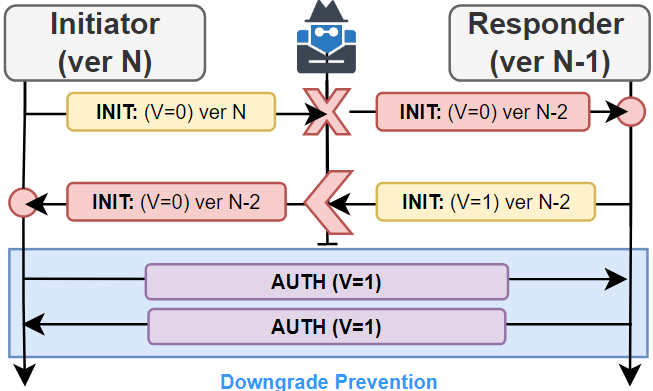 Initiator
(ver N)
Responder
(ver N-1)
INIT: (V=0) ver N
INIT: (V=0) ver N-2
INIT: (V=0) ver N-2
INIT: (V=1) ver N-2
AUTH (V=1)
AUTH (V=1)
Downgrade Prevention